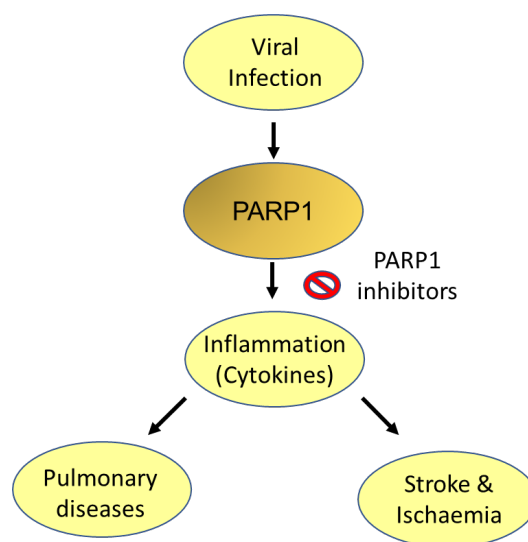 Viral
Infection
PARP1
PARP1
inhibitors
Inflammation
(Cytokines)
Pulmonary
diseases
Stroke &
Ischaemia